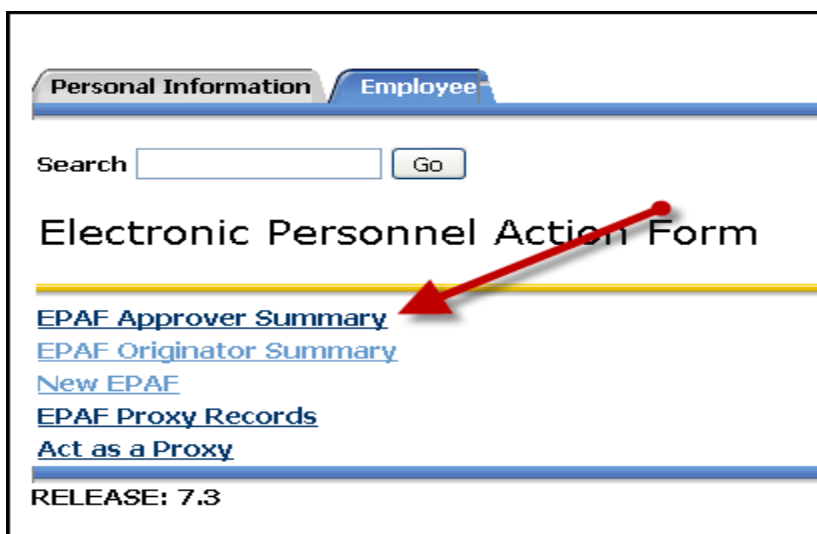 Personal Information Employee
Search Go
Electronic Personnel Action Form
EPAF Approver Summary
EPAF Originator Summary
New EPAF
EPAF Proxy Records
Act as a Proxy
RELEASE: 7.3